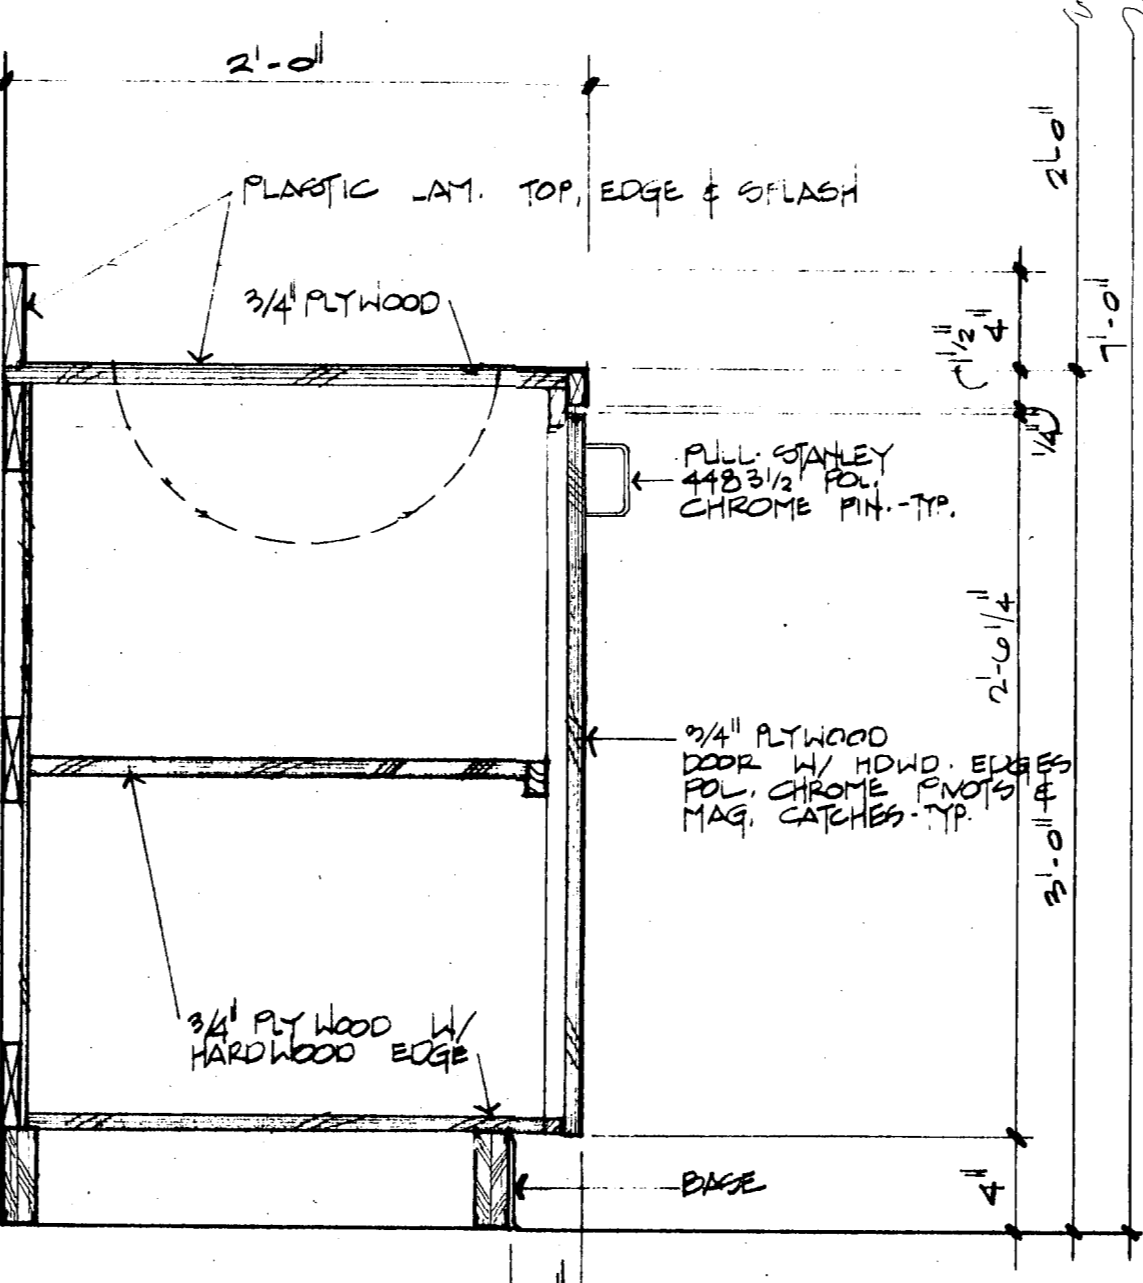 2'-0"
PLASTIC LAM. TOP, EDGE & SPLASH
3/4" PLYWOOD
2'-0"
4"
1 1/2"
1/4"
7'-0"
PULL-STANLEY
4483 1/2 POL.
CHROME FIN.-TYP.
2'-6 1/4"
3/4" PLYWOOD
DOOR W/ HDWD. EDGES
POL. CHROME PIVOTS &
MAG. CATCHES-TYP.
3'-0"
3/4" PLYWOOD W/
HARDWOOD EDGE
BASE
4"